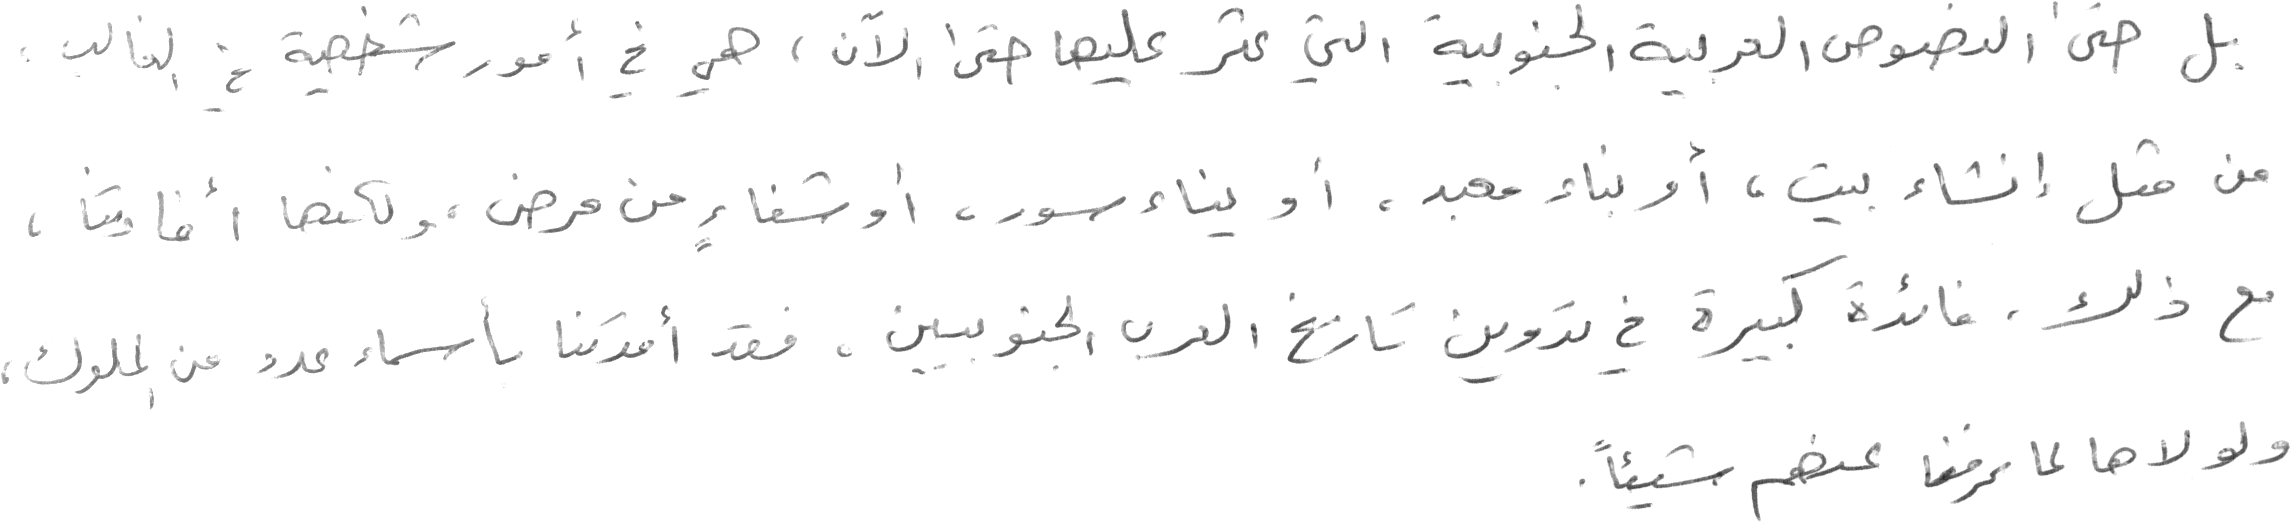 بل حتى النصوص العربية الجنوبية التي عثر عليها حتى الآن، هي في أمور شخصية في الغالب،
من مثل إنشاء بيت، أو بناء معبد، أو بناء سور، أو شفاءٍ من مرض، ولكنها أفادتنا،
مع ذلك، فائدة كبيرة في تدوين تاريخ العرب الجنوبيين، فقد أمدتنا بأسماء عدد من الملوك،
ولولاها لما عرفنا عنهم شيئاً.